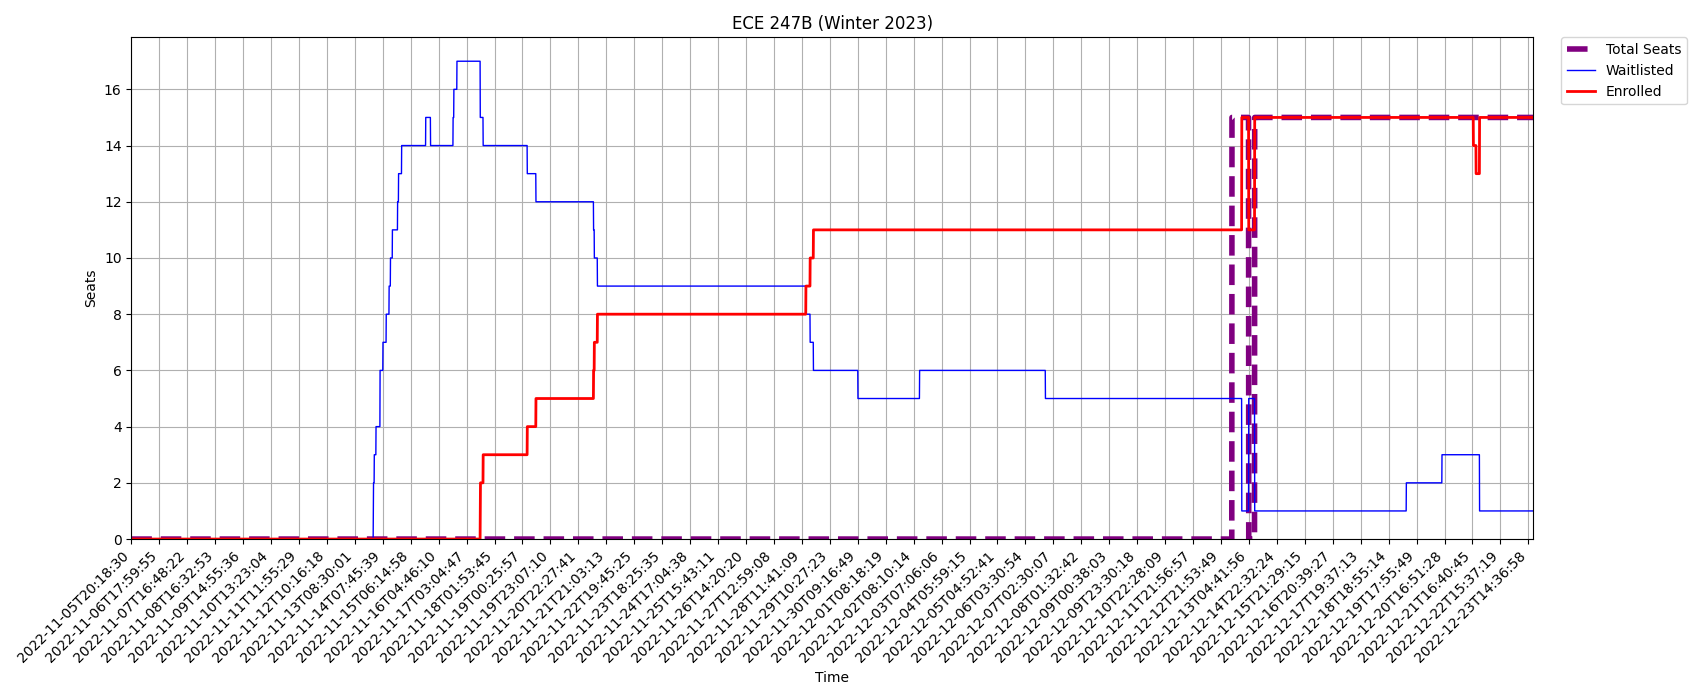 ECE 247B (Winter 2023)
Total Seats
Waitlisted
Enrolled
Seats
16
14
12
10
8
6
4
2
0
2022-11-05T20:18:30
2022-11-06T17:59:55
2022-11-07T16:48:22
2022-11-08T16:32:53
2022-11-09T14:55:36
2022-11-10T13:23:04
2022-11-11T11:55:29
2022-11-12T10:16:18
2022-11-13T08:30:01
2022-11-14T07:45:39
2022-11-15T06:14:58
2022-11-16T04:46:10
2022-11-17T03:04:47
2022-11-18T01:53:45
2022-11-19T00:25:57
2022-11-19T23:07:10
2022-11-20T22:27:41
2022-11-21T21:03:13
2022-11-22T19:45:25
2022-11-23T18:25:35
2022-11-24T17:04:38
2022-11-25T15:43:11
2022-11-26T14:20:20
2022-11-27T12:59:08
2022-11-28T11:41:09
2022-11-29T10:27:23
2022-11-30T09:16:49
2022-12-01T08:18:19
2022-12-02T08:10:14
2022-12-03T07:06:06
2022-12-04T05:59:15
2022-12-05T04:52:41
2022-12-06T03:30:54
2022-12-07T02:30:07
2022-12-08T01:32:42
2022-12-09T00:38:03
2022-12-09T23:30:18
2022-12-10T22:28:09
2022-12-11T21:56:57
2022-12-12T21:53:49
2022-12-13T04:41:56
2022-12-14T22:32:24
2022-12-15T21:29:15
2022-12-16T20:39:27
2022-12-17T19:37:13
2022-12-18T18:55:14
2022-12-19T17:55:49
2022-12-20T16:51:28
2022-12-21T16:40:45
2022-12-22T15:37:19
2022-12-23T14:36:58
Time